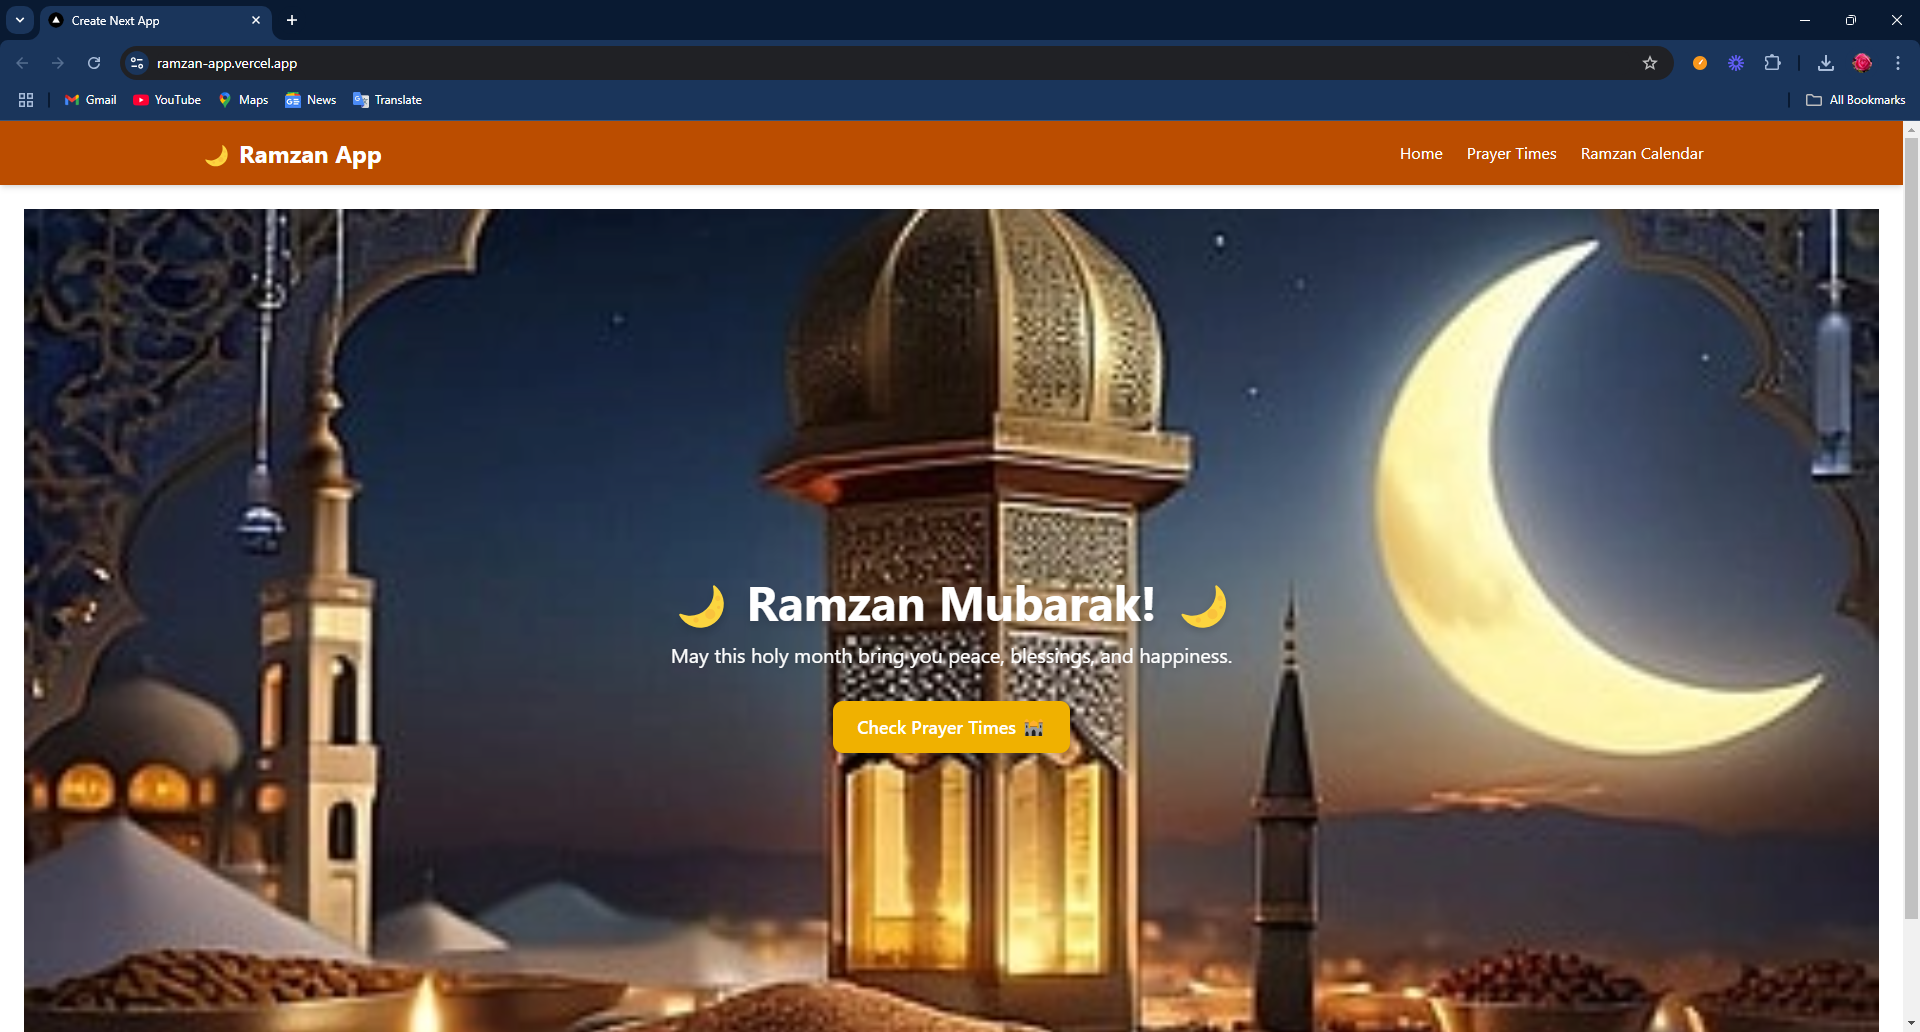 Create Next App
ramzan-app.vercel.app
Gmail YouTube Maps News Translate All Bookmarks
🌙 Ramzan App Home Prayer Times Ramzan Calendar
🌙 Ramzan Mubarak! 🌙
May this holy month bring you peace, blessings, and happiness.
Check Prayer Times 🕌